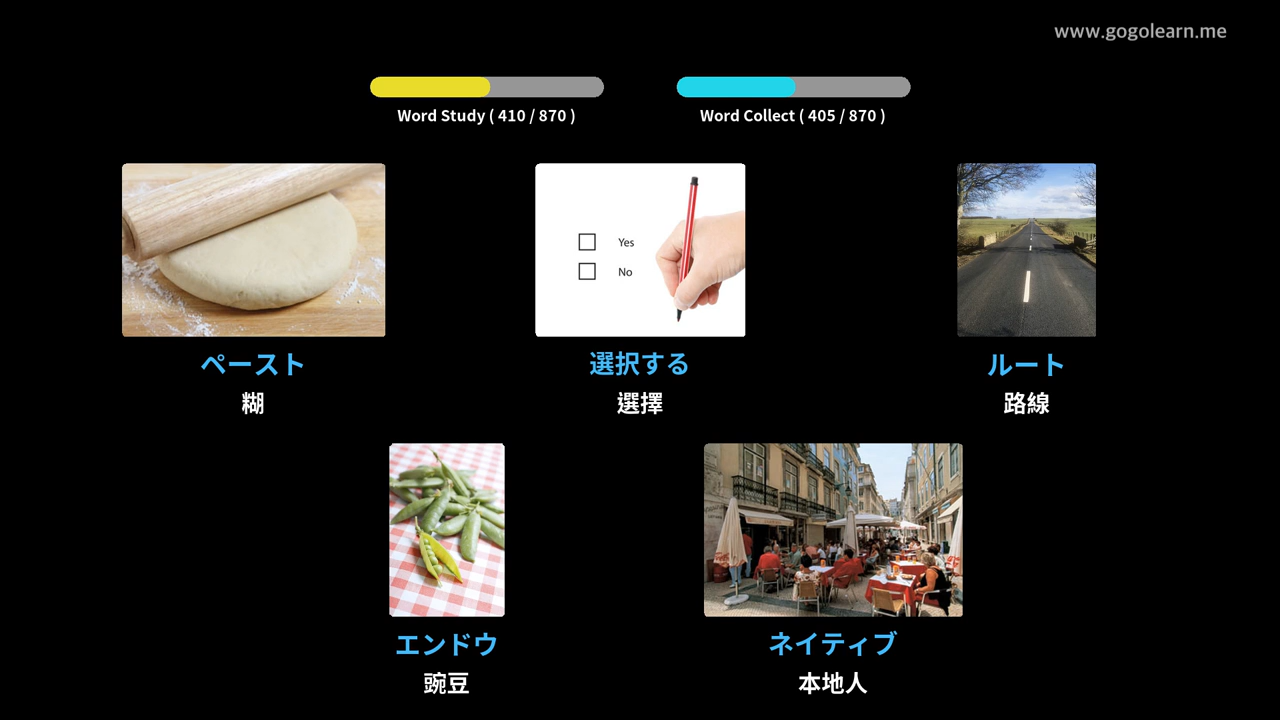 www.gogolearn.me
Word Study ( 410 / 870 )
Word Collect ( 405 / 870 )
Yes
No
ペースト
糊
選択する
選擇
ルート
路線
エンドウ
豌豆
ネイティブ
本地人